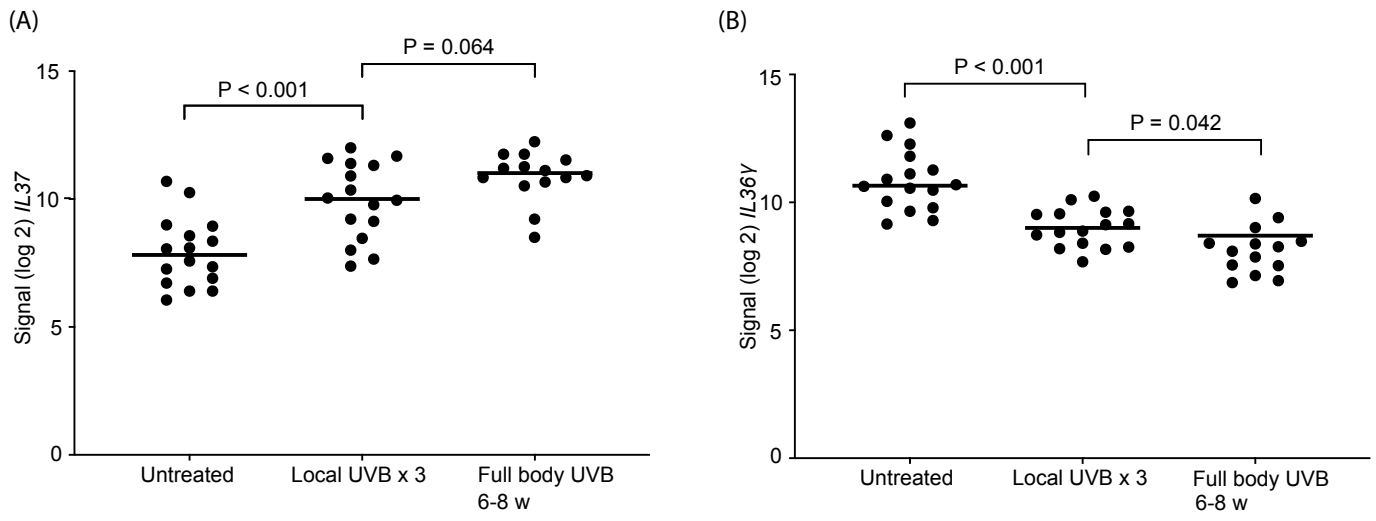 (A)
P = 0.064
P < 0.001
15
10
5
0
Signal (log 2) IL37
Untreated
Local UVB x 3
Full body UVB
6-8 w
(B)
P < 0.001
P = 0.042
15
10
5
0
Signal (log 2) IL36Y
Untreated
Local UVB x 3
Full body UVB
6-8 w